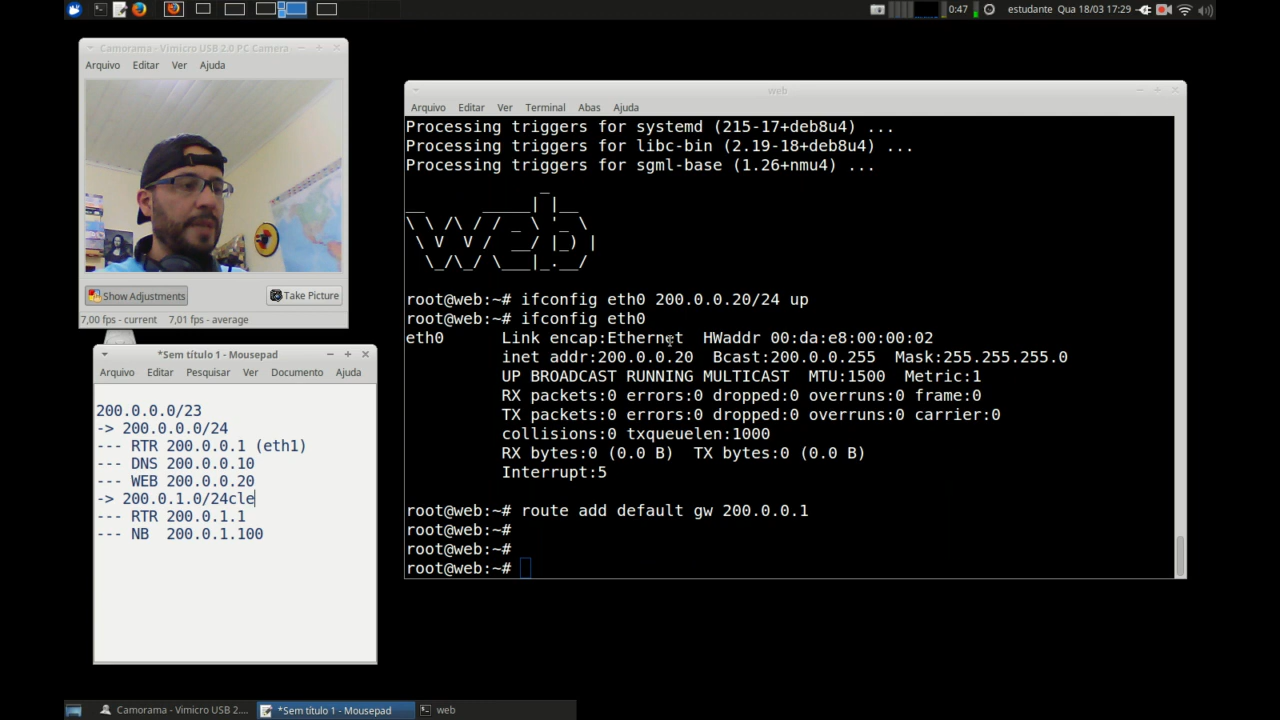 0:47 estudante Qua 18/03 17:29
Camorama - Vimicro USB 2.0 PC Camera
Arquivo Editar Ver Ajuda
Show Adjustments Take Picture
7,00 fps - current 7,01 fps - average
*Sem título 1 - Mousepad
Arquivo Editar Pesquisar Ver Documento Ajuda
200.0.0.0/23
-> 200.0.0.0/24
--- RTR 200.0.0.1 (eth1)
--- DNS 200.0.0.10
--- WEB 200.0.0.20
-> 200.0.1.0/24cle
--- RTR 200.0.1.1
--- NB 200.0.1.100
web
Arquivo Editar Ver Terminal Abas Ajuda
Processing triggers for systemd (215-17+deb8u4) ...
Processing triggers for libc-bin (2.19-18+deb8u4) ...
Processing triggers for sgml-base (1.26+nmu4) ...
web
root@web:~# ifconfig eth0 200.0.0.20/24 up
root@web:~# ifconfig eth0
eth0 Link encap:Ethernet HWaddr 00:da:e8:00:00:02
inet addr:200.0.0.20 Bcast:200.0.0.255 Mask:255.255.255.0
UP BROADCAST RUNNING MULTICAST MTU:1500 Metric:1
RX packets:0 errors:0 dropped:0 overruns:0 frame:0
TX packets:0 errors:0 dropped:0 overruns:0 carrier:0
collisions:0 txqueuelen:1000
RX bytes:0 (0.0 B) TX bytes:0 (0.0 B)
Interrupt:5
root@web:~# route add default gw 200.0.0.1
root@web:~#
root@web:~#
root@web:~#
Camorama - Vimicro USB 2....
*Sem título 1 - Mousepad
web